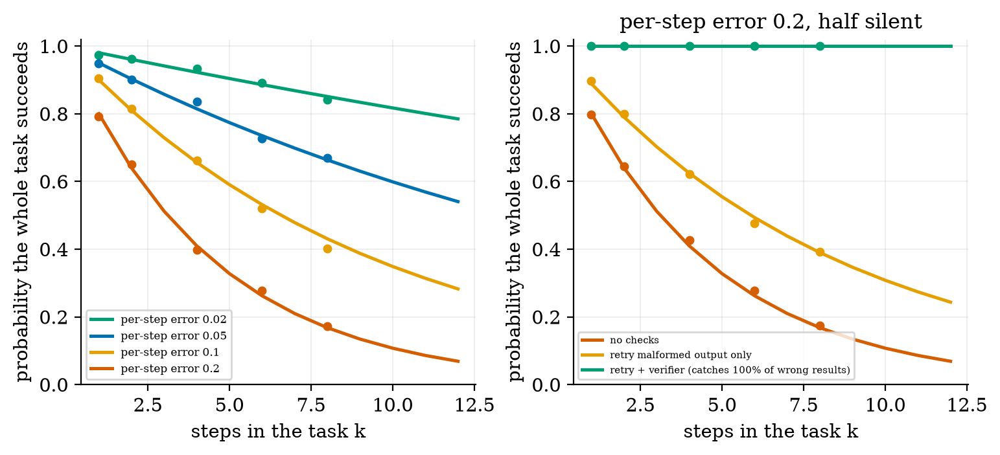 probability the whole task succeeds
1.0
0.8
0.6
0.4
0.2
0.0
per-step error 0.02
per-step error 0.05
per-step error 0.1
per-step error 0.2
2.5 5.0 7.5 10.0 12.5
steps in the task k
per-step error 0.2, half silent
probability the whole task succeeds
1.0
0.8
0.6
0.4
0.2
0.0
no checks
retry malformed output only
retry + verifier (catches 100% of wrong results)
2.5 5.0 7.5 10.0 12.5
steps in the task k